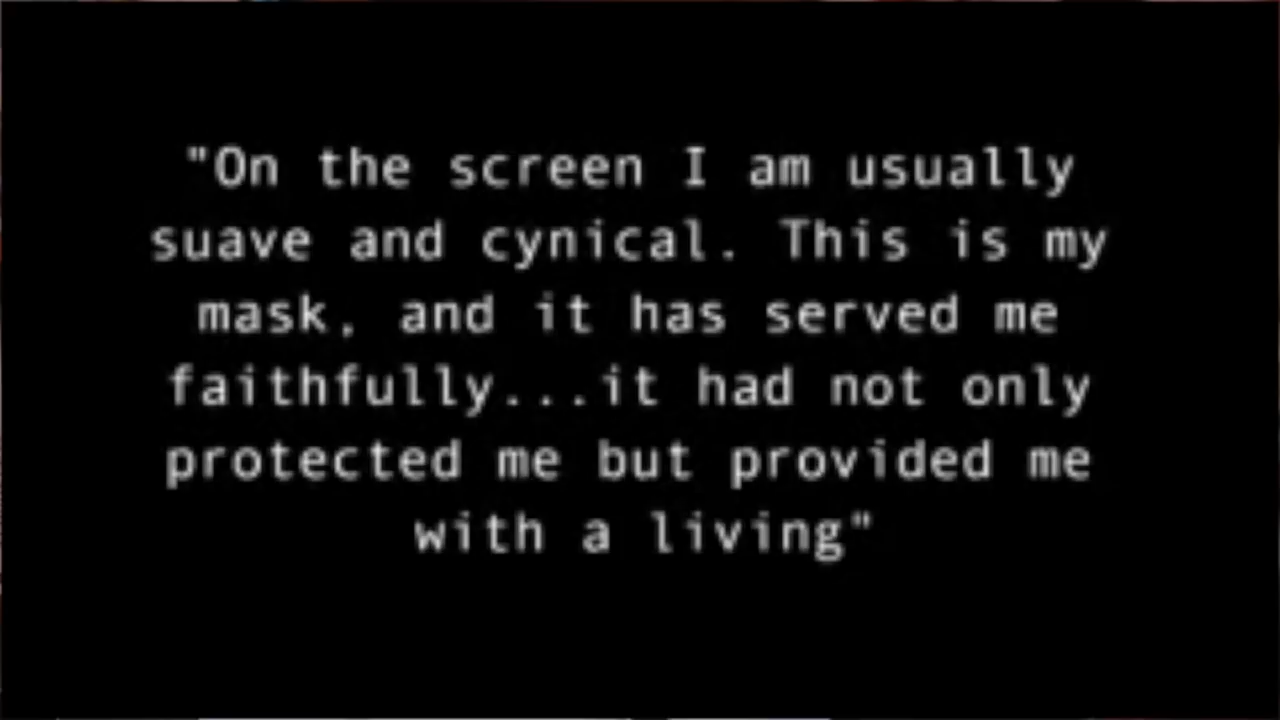 "On the screen I am usually
suave and cynical. This is my
mask, and it has served me
faithfully...it had not only
protected me but provided me
with a living"